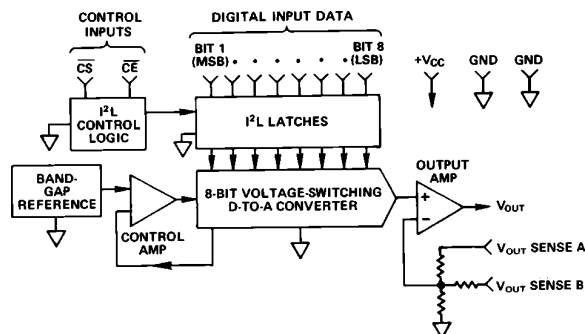 CONTROL
INPUTS
CS CE
DIGITAL INPUT DATA
BIT 1
(MSB)
BIT 8
(LSB)
+VCC GND GND
I²L
CONTROL
LOGIC
I²L LATCHES
BAND-
GAP
REFERENCE
CONTROL
AMP
8-BIT VOLTAGE-SWITCHING
D-TO-A CONVERTER
OUTPUT
AMP
+
−
VOUT
VOUT SENSE A
VOUT SENSE B